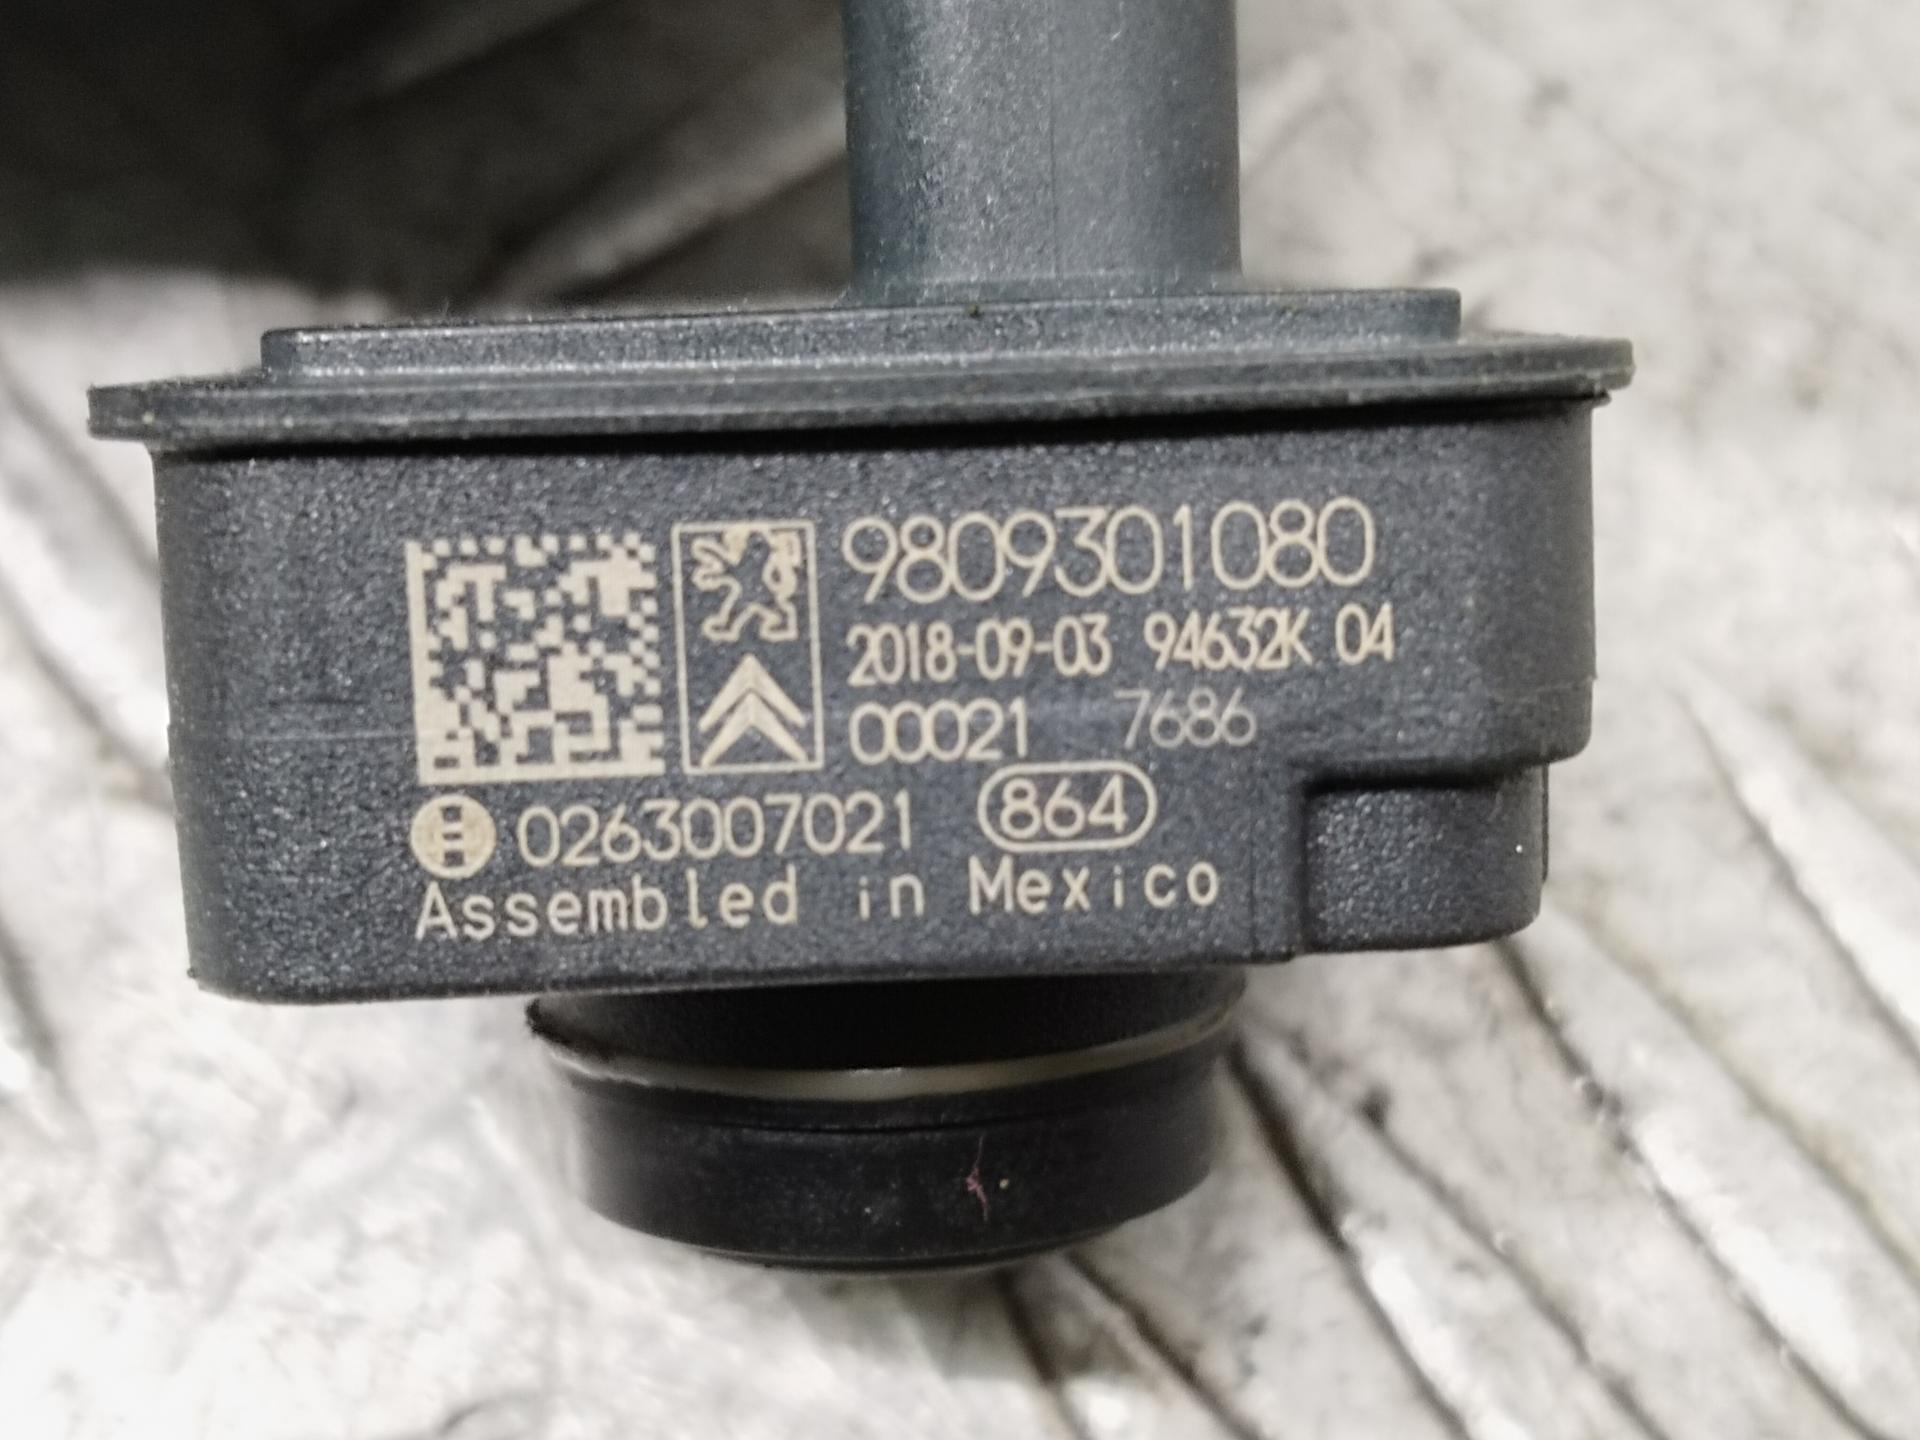 9809301080
2018-09-03 94632K 04
00021 7686
0263007021 864
Assembled in Mexico